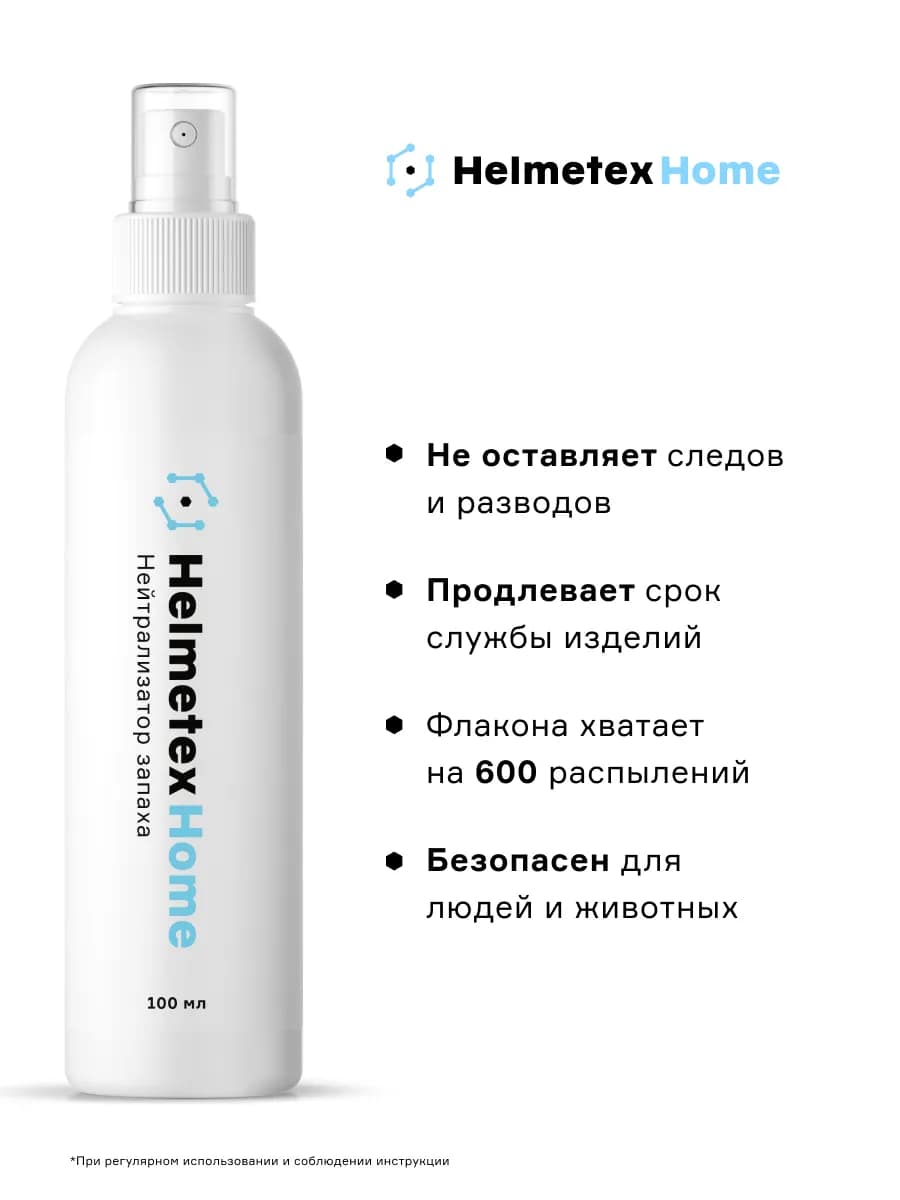 Helmetex Home
Не оставляет следов
и разводов
Продлевает срок
службы изделий
Флакона хватает
на 600 распылений
Безопасен для
людей и животных
Helmetex Home
Нейтрализатор запаха
100 мл
*При регулярном использовании и соблюдении инструкции